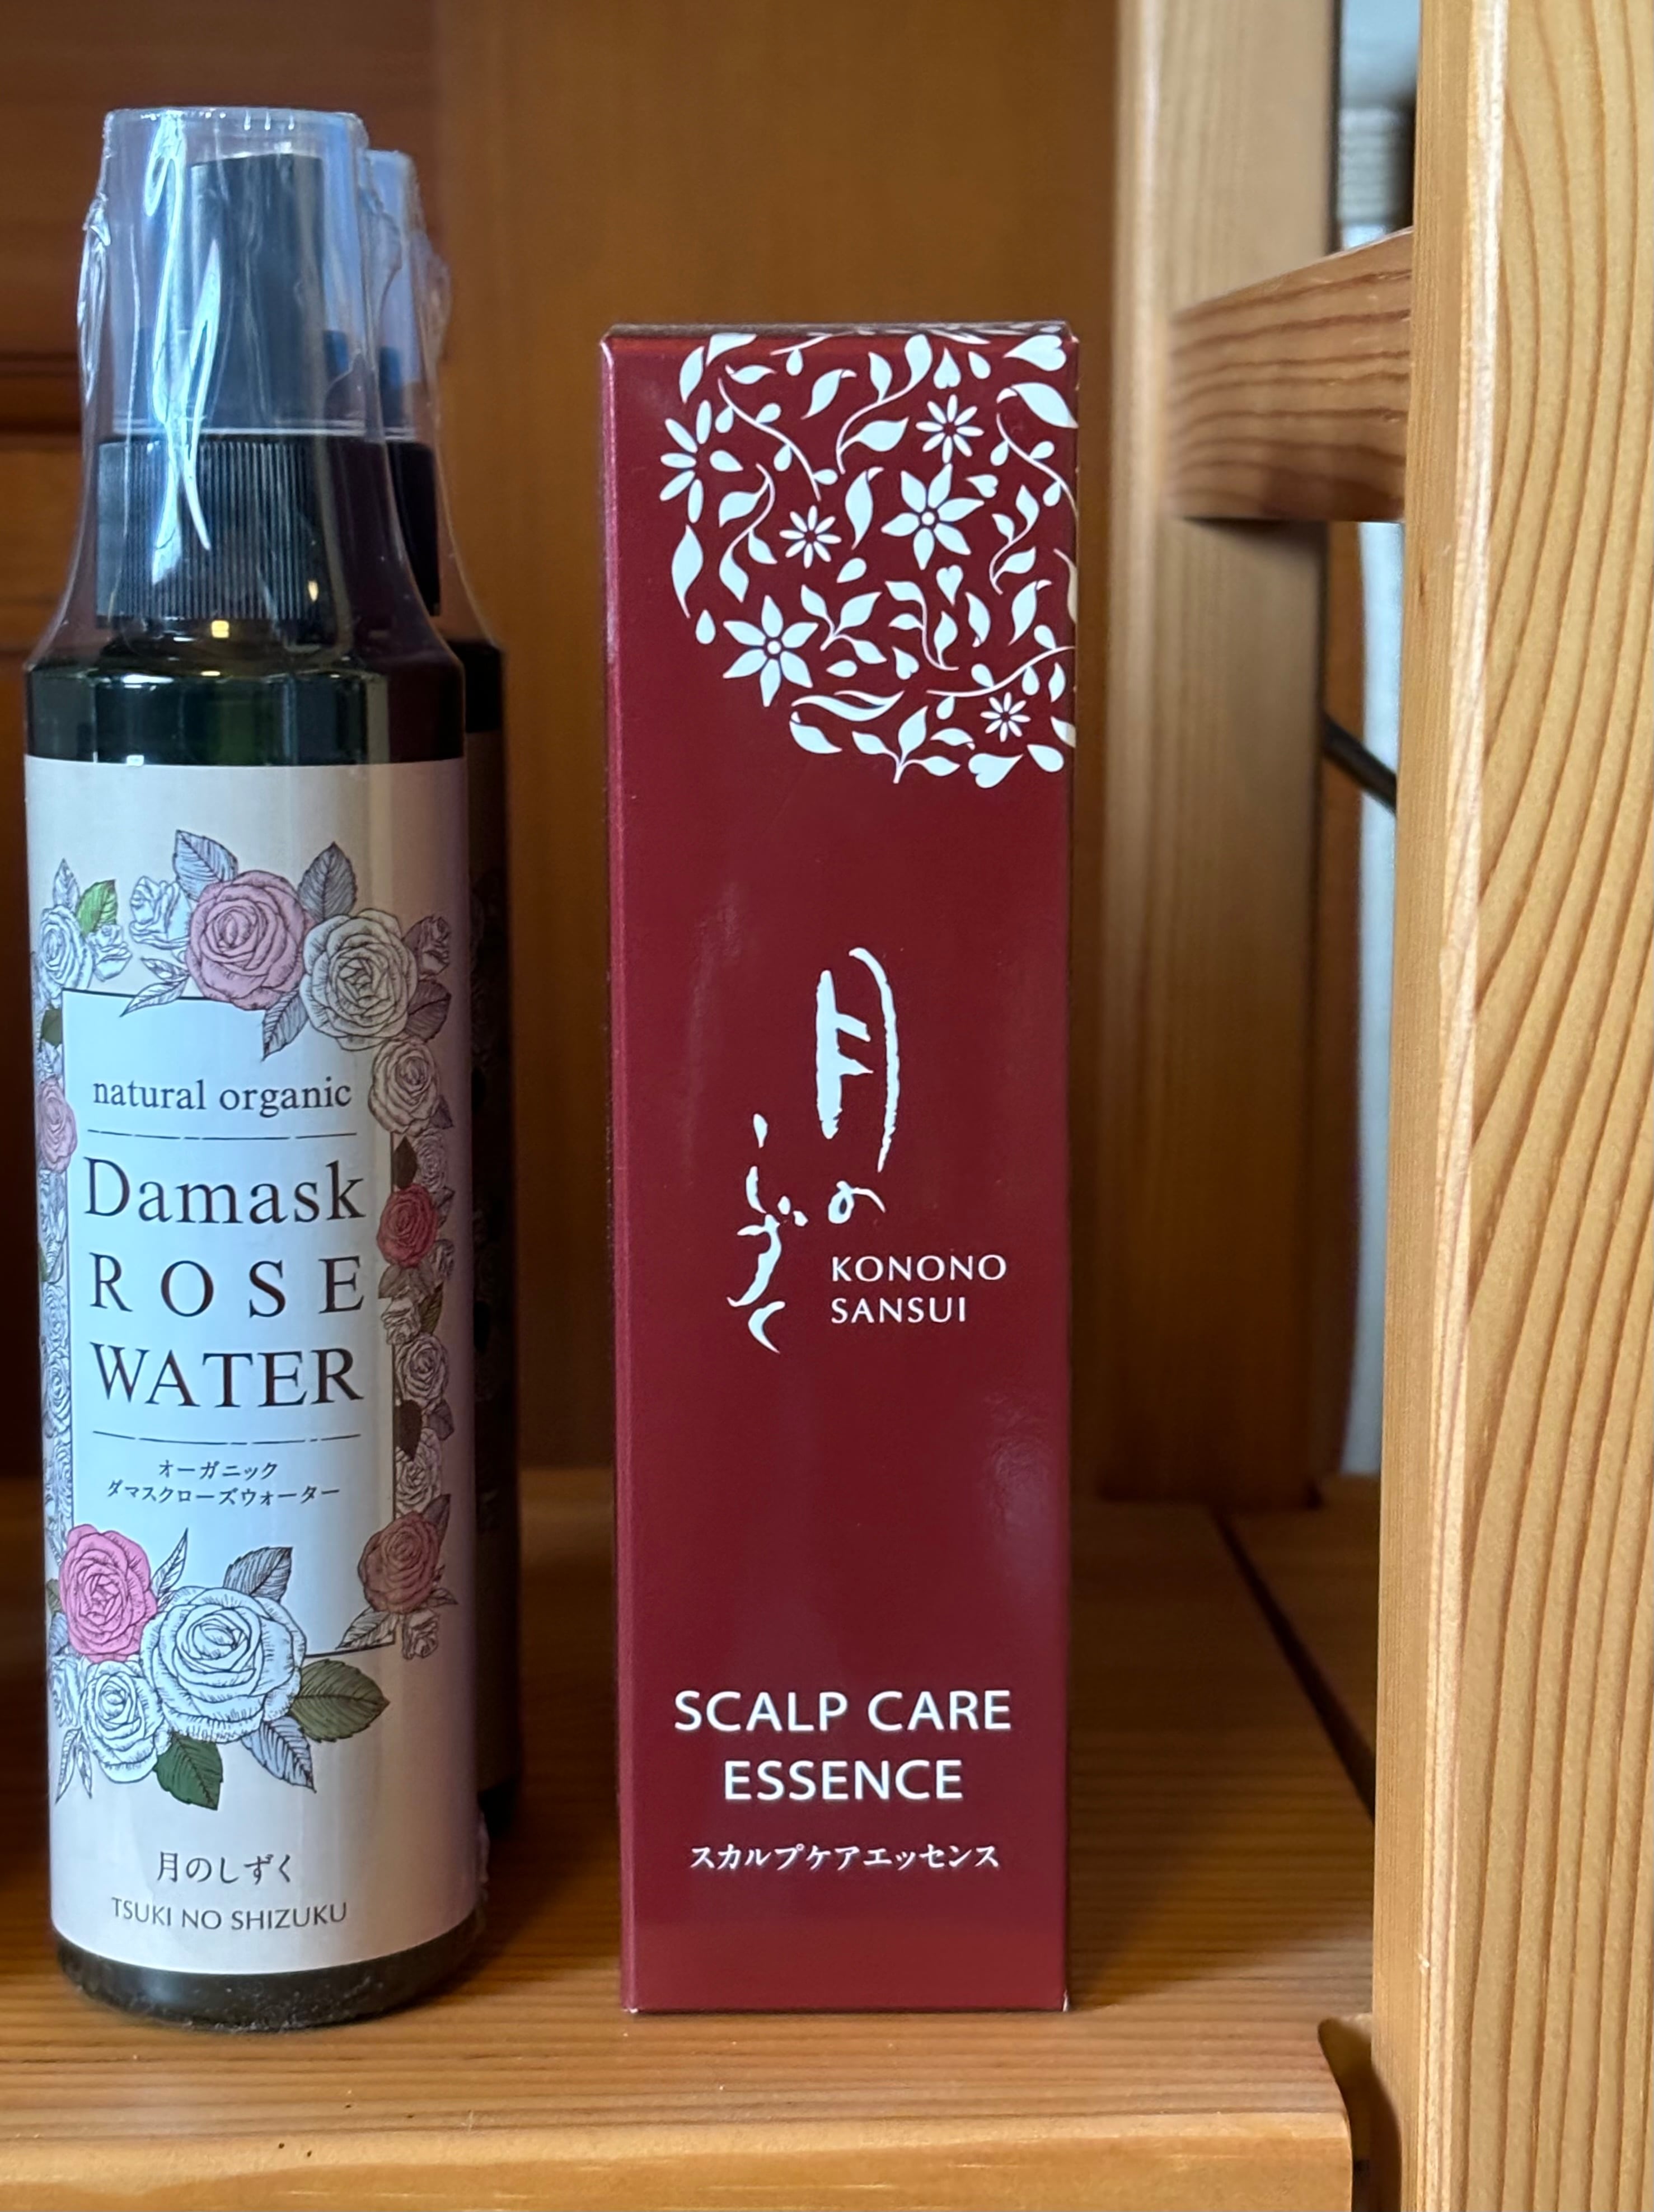 natural organic
Damask
ROSE
WATER
オーガニック
ダマスクローズウォーター
月のしずく
TSUKI NO SHIZUKU
月の
しずく
KONONO
SANSUI
SCALP CARE
ESSENCE
スカルプケアエッセンス